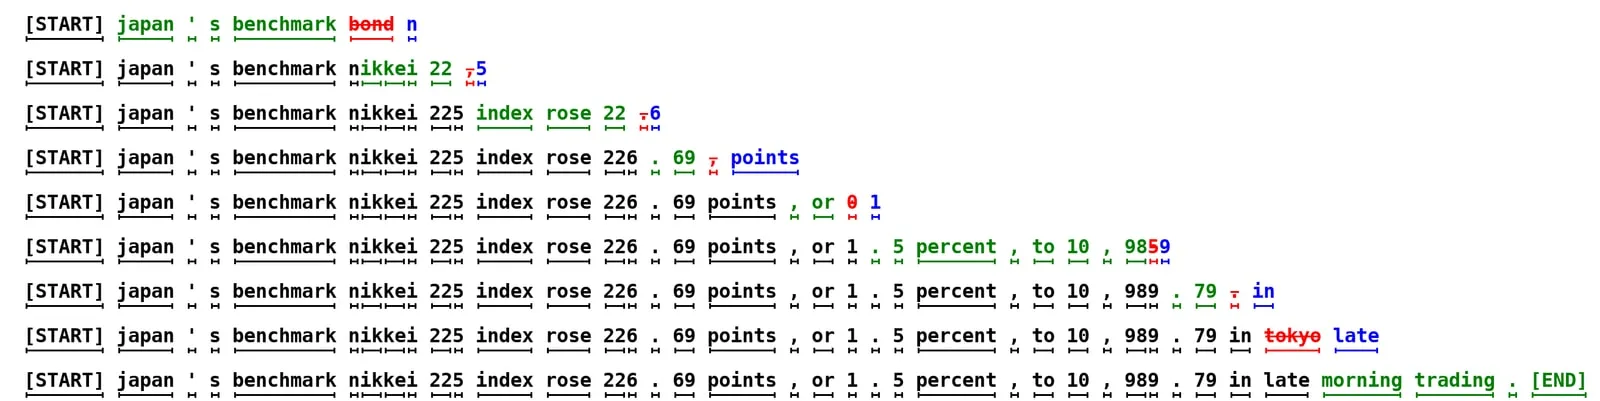 [START] japan ' s benchmark bond n
[START] japan ' s benchmark nikkei 22 ,5
[START] japan ' s benchmark nikkei 225 index rose 22 .6
[START] japan ' s benchmark nikkei 225 index rose 226 . 69 , points
[START] japan ' s benchmark nikkei 225 index rose 226 . 69 points , or 0 1
[START] japan ' s benchmark nikkei 225 index rose 226 . 69 points , or 1 . 5 percent , to 10 , 9859
[START] japan ' s benchmark nikkei 225 index rose 226 . 69 points , or 1 . 5 percent , to 10 , 989 . 79 . in
[START] japan ' s benchmark nikkei 225 index rose 226 . 69 points , or 1 . 5 percent , to 10 , 989 . 79 in tokyo late
[START] japan ' s benchmark nikkei 225 index rose 226 . 69 points , or 1 . 5 percent , to 10 , 989 . 79 in late morning trading . [END]